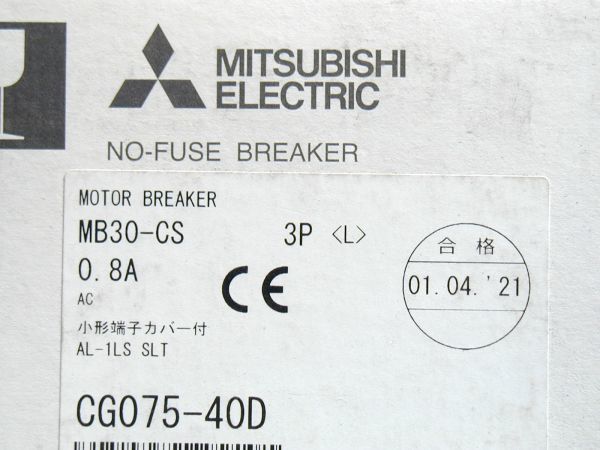 MITSUBISHI
ELECTRIC
NO-FUSE BREAKER
MOTOR BREAKER
MB30-CS 3P <L>
0.8A
AC
CE
小形端子カバー付
AL-1LS SLT
CG075-40D
合格
01.04.'21